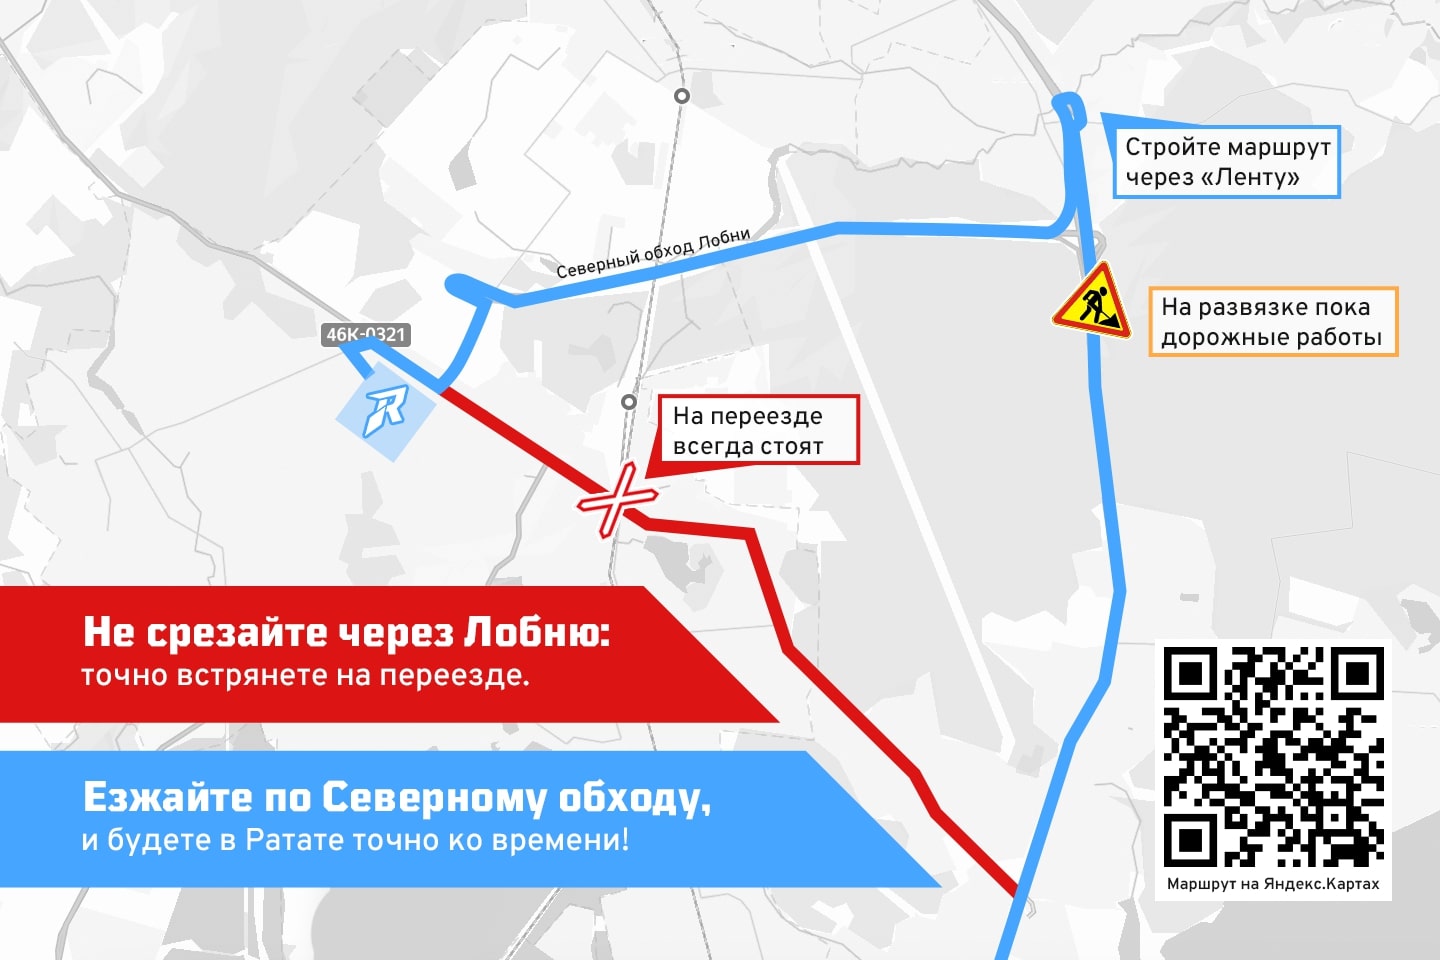 Стройте маршрут
через «Ленту»
Северный обход Лобни
На развязке пока
дорожные работы
46К-0321
R
На переезде
всегда стоят
Не срезайте через Лобню:
точно встрянете на переезде.
Езжайте по Северному обходу,
и будете в Ратате точно ко времени!
Маршрут на Яндекс.Картах